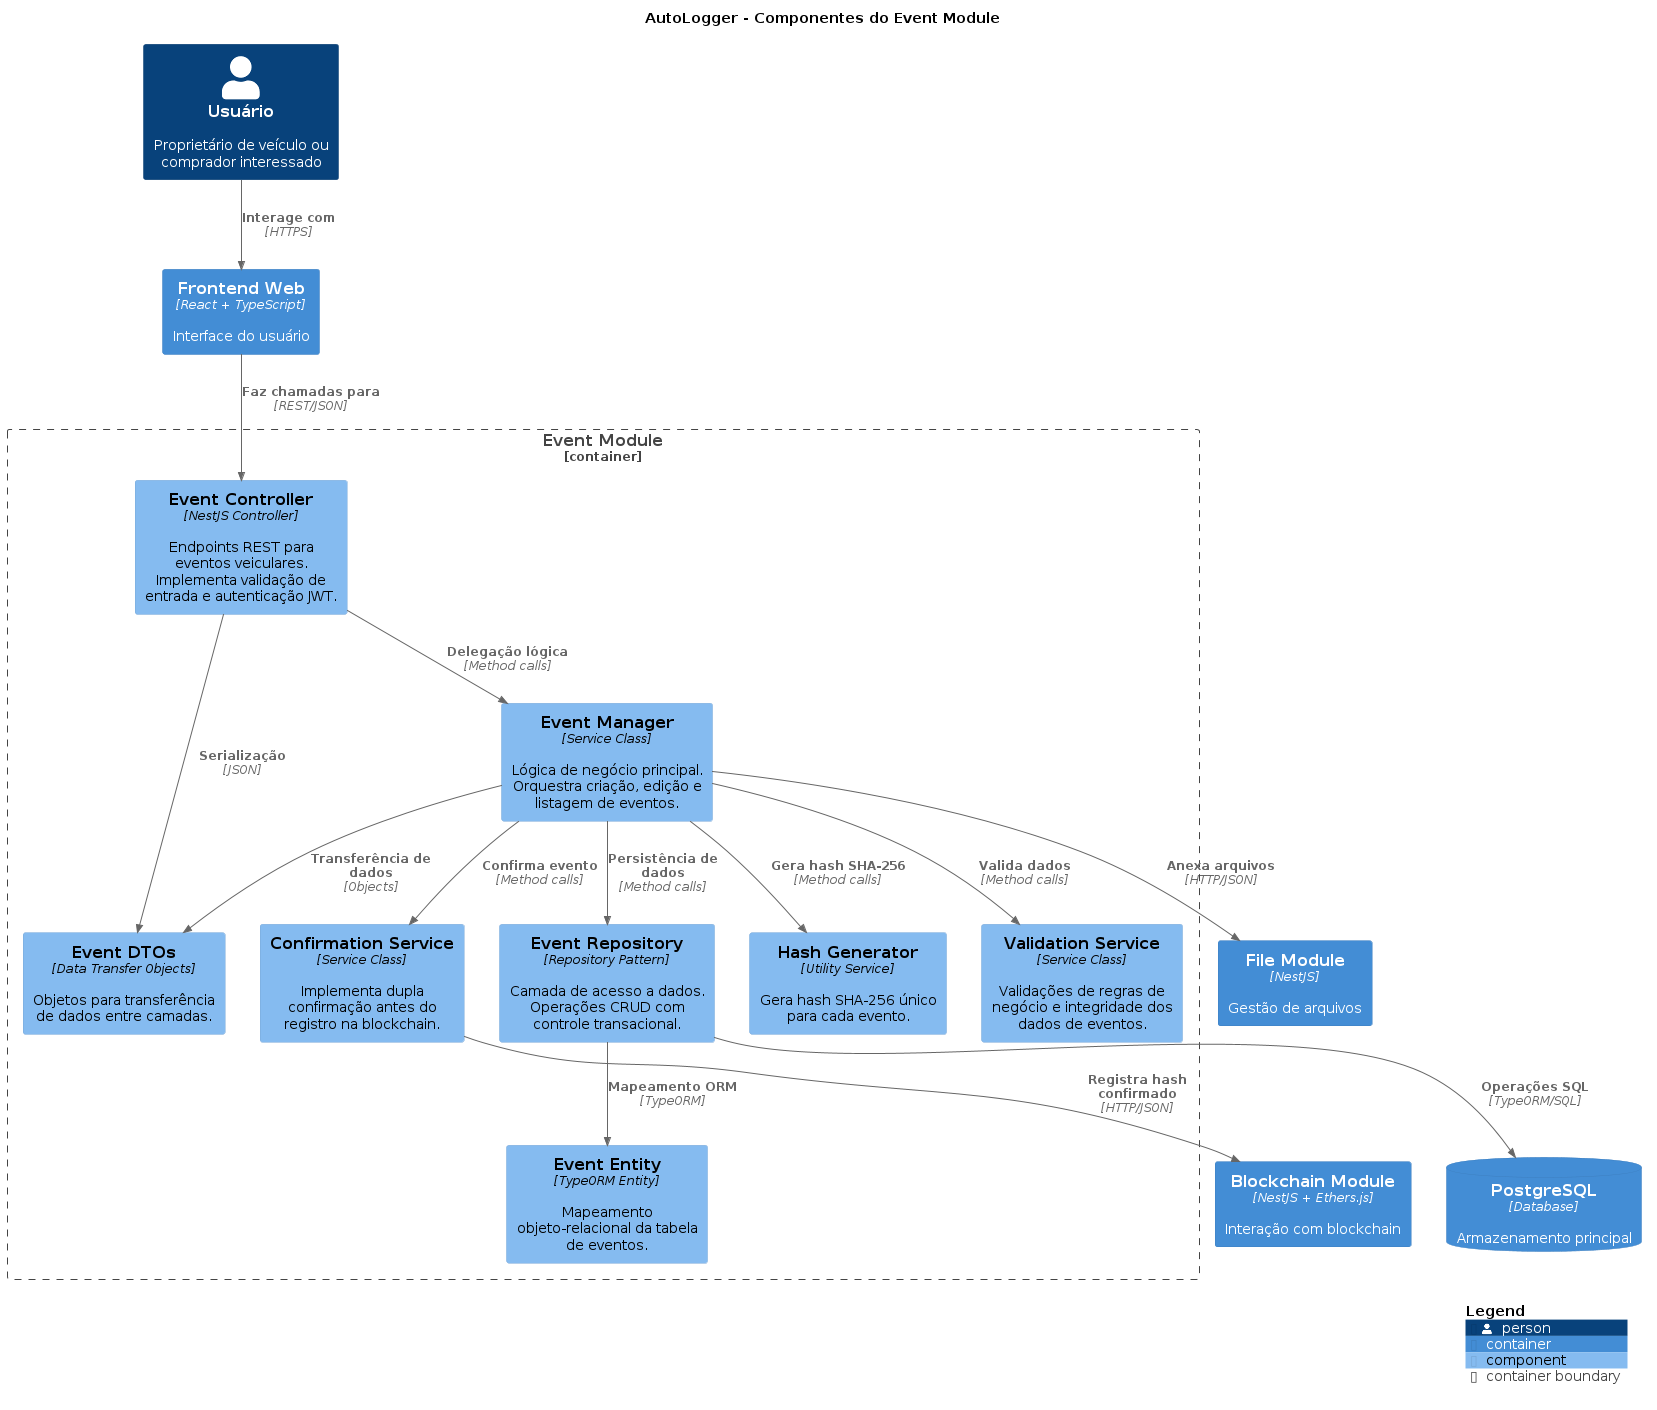 AutoLogger - Componentes do Event Module
Usuário
Proprietário de veículo ou
comprador interessado
Interage com
[HTTPS]
Frontend Web
[React + TypeScript]
Interface do usuário
Faz chamadas para
[REST/JSON]
Event Module
[container]
Event Controller
[NestJS Controller]
Endpoints REST para
eventos veiculares.
Implementa validação de
entrada e autenticação JWT.
Delegação lógica
[Method calls]
Serialização
[JSON]
Event Manager
[Service Class]
Lógica de negócio principal.
Orquestra criação, edição e
listagem de eventos.
Transferência de
dados
[Objects]
Confirma evento
[Method calls]
Persistência de
dados
[Method calls]
Gera hash SHA-256
[Method calls]
Valida dados
[Method calls]
Anexa arquivos
[HTTP/JSON]
Event DTOs
[Data Transfer Objects]
Objetos para transferência
de dados entre camadas.
Confirmation Service
[Service Class]
Implementa dupla
confirmação antes do
registro na blockchain.
Event Repository
[Repository Pattern]
Camada de acesso a dados.
Operações CRUD com
controle transacional.
Hash Generator
[Utility Service]
Gera hash SHA-256 único
para cada evento.
Validation Service
[Service Class]
Validações de regras de
negócio e integridade dos
dados de eventos.
File Module
[NestJS]
Gestão de arquivos
Mapeamento ORM
[TypeORM]
Registra hash
confirmado
[HTTP/JSON]
Operações SQL
[TypeORM/SQL]
Event Entity
[TypeORM Entity]
Mapeamento
objeto-relacional da tabela
de eventos.
Blockchain Module
[NestJS + Ethers.js]
Interação com blockchain
PostgreSQL
[Database]
Armazenamento principal
Legend
person
container
component
container boundary